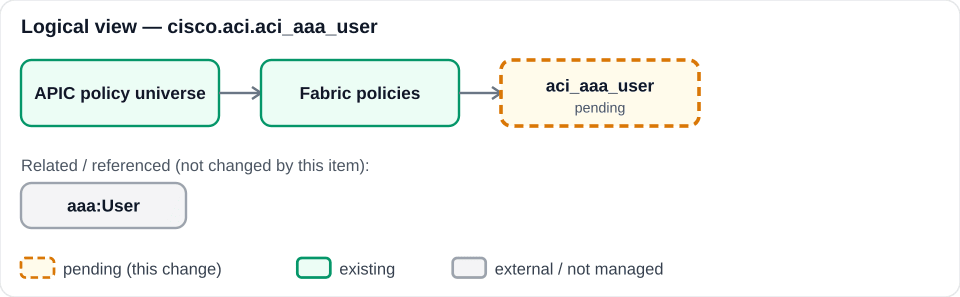 Logical view — cisco.aci.aci_aaa_user
APIC policy universe
Fabric policies
aci_aaa_user
pending
Related / referenced (not changed by this item):
aaa:User
pending (this change)
existing
external / not managed